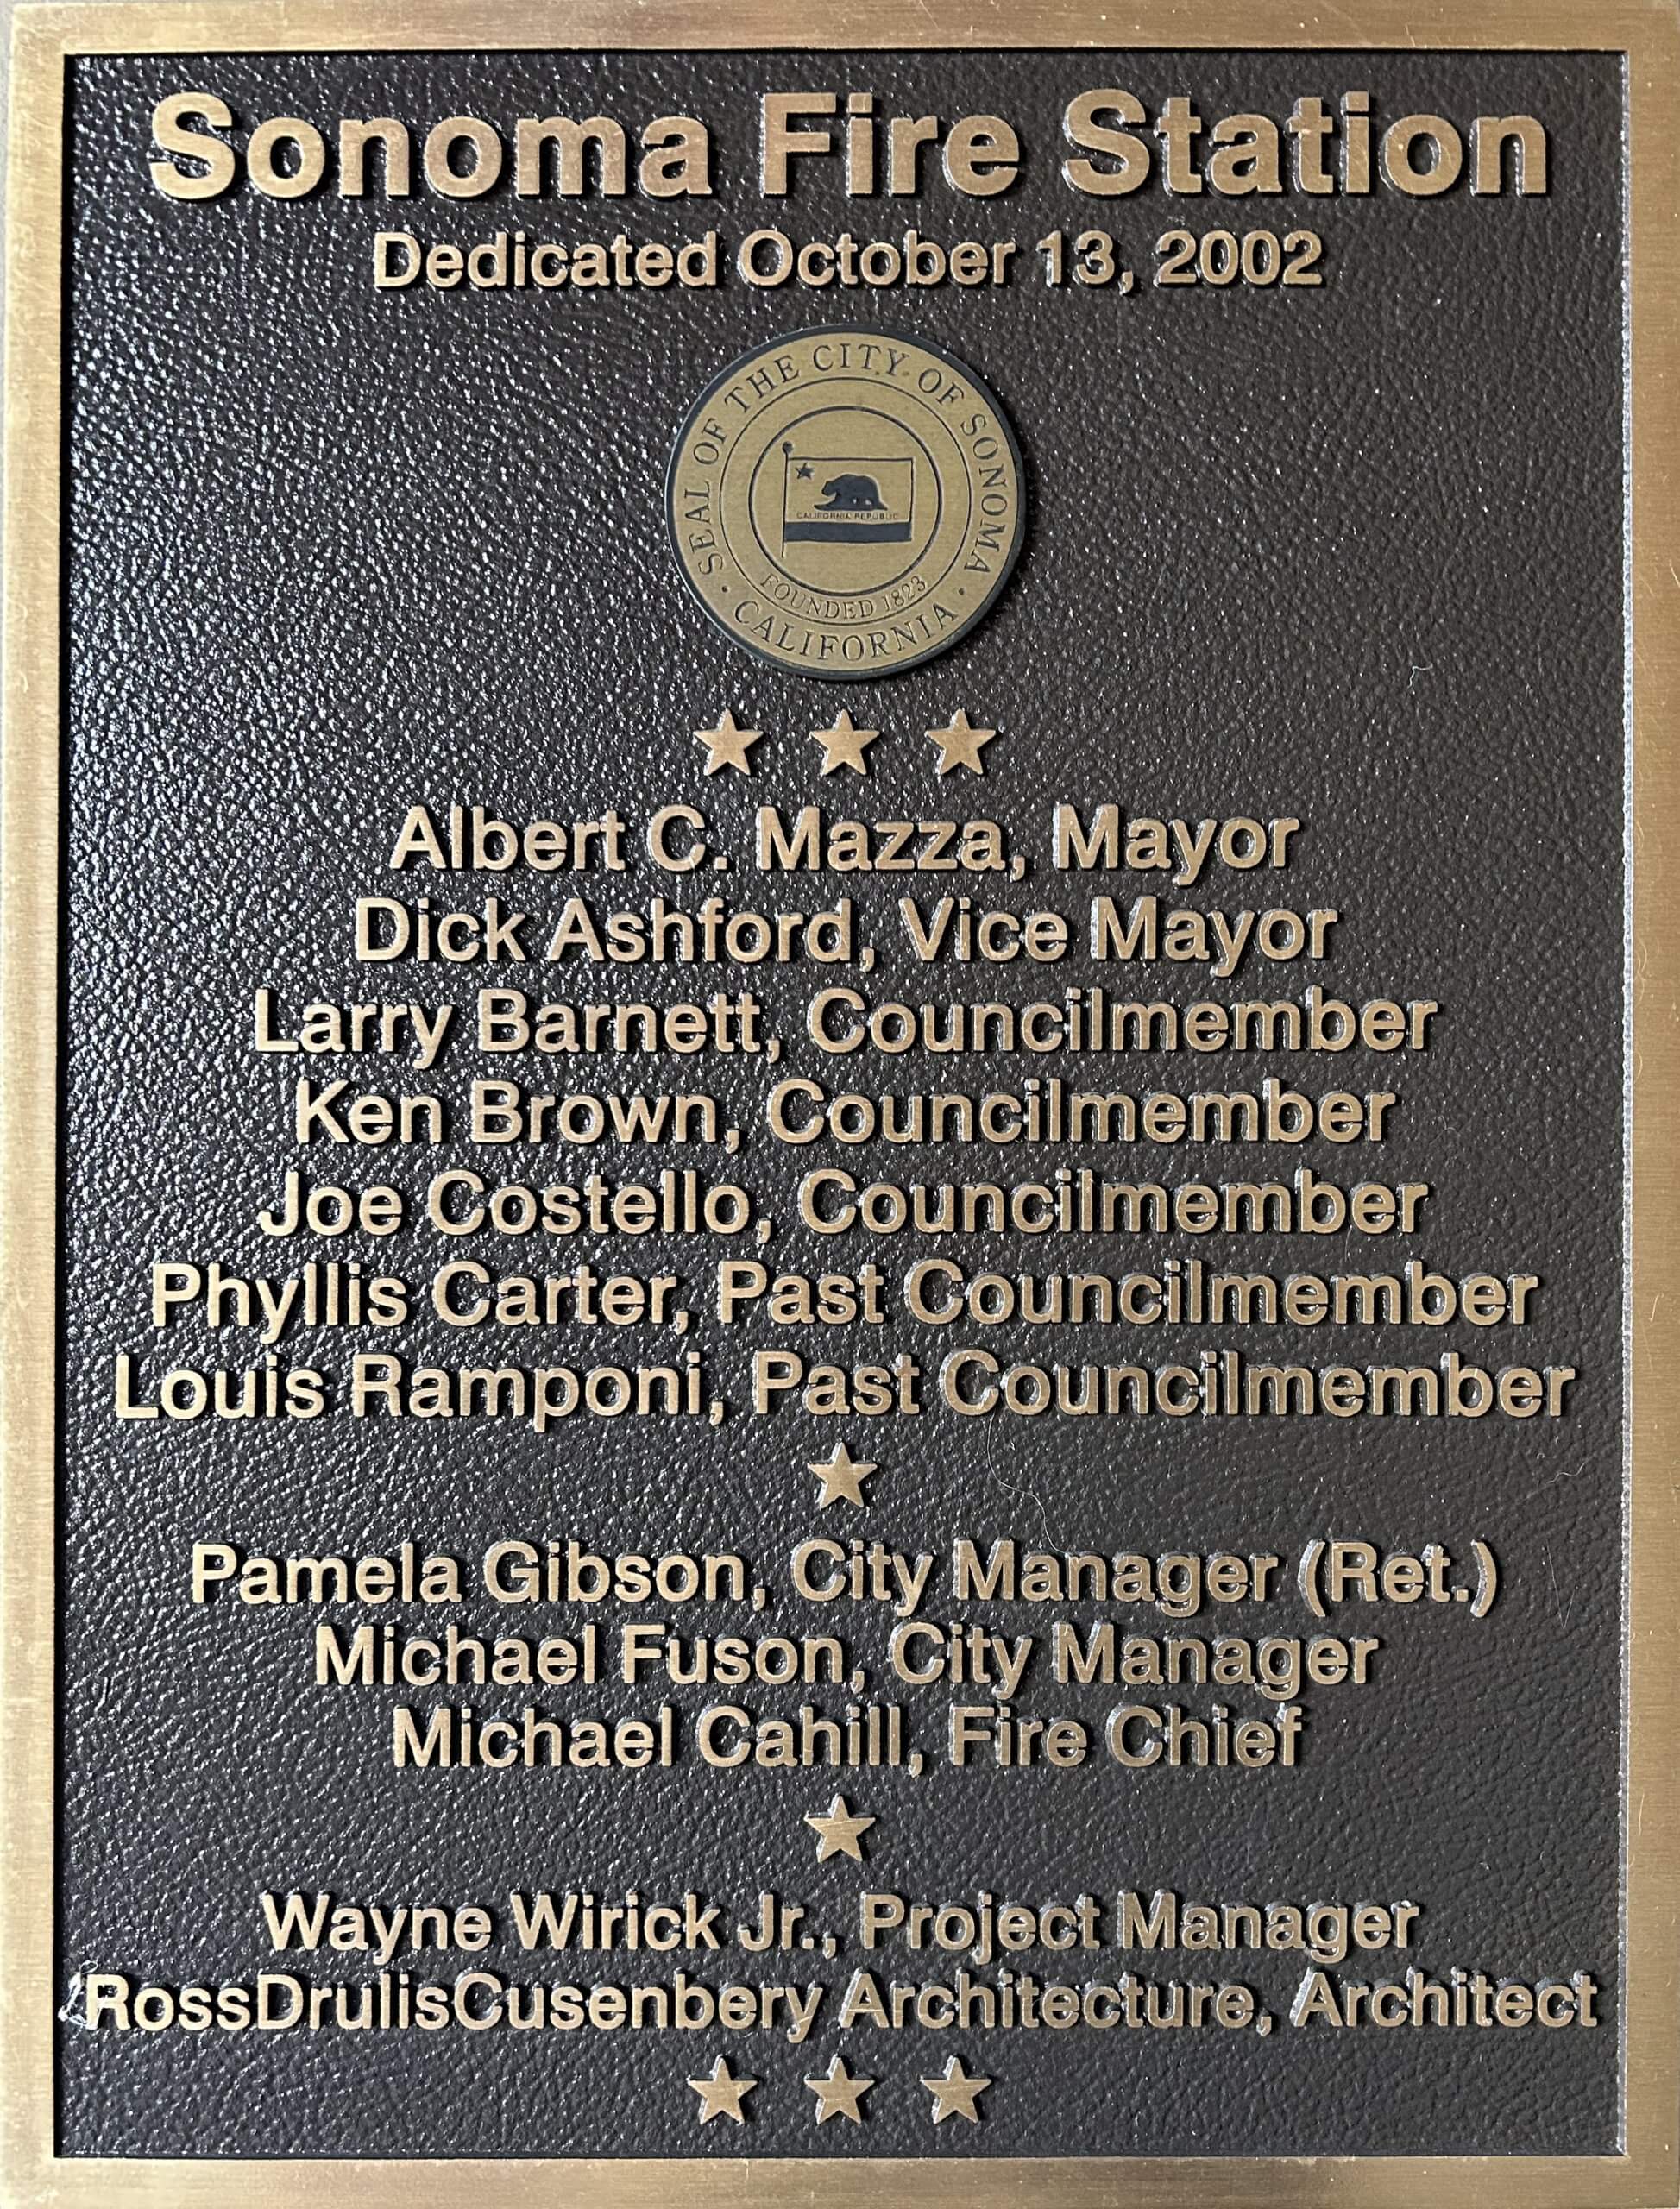 Sonoma Fire Station
Dedicated October 13, 2002
SEAL OF THE CITY OF SONOMA
CALIFORNIA REPUBLIC
FOUNDED 1823
· CALIFORNIA ·
Albert C. Mazza, Mayor
Dick Ashford, Vice Mayor
Larry Barnett, Councilmember
Ken Brown, Councilmember
Joe Costello, Councilmember
Phyllis Carter, Past Councilmember
Louis Ramponi, Past Councilmember
Pamela Gibson, City Manager (Ret.)
Michael Fuson, City Manager
Michael Cahill, Fire Chief
Wayne Wirick Jr., Project Manager
RossDrulisCusenbery Architecture, Architect